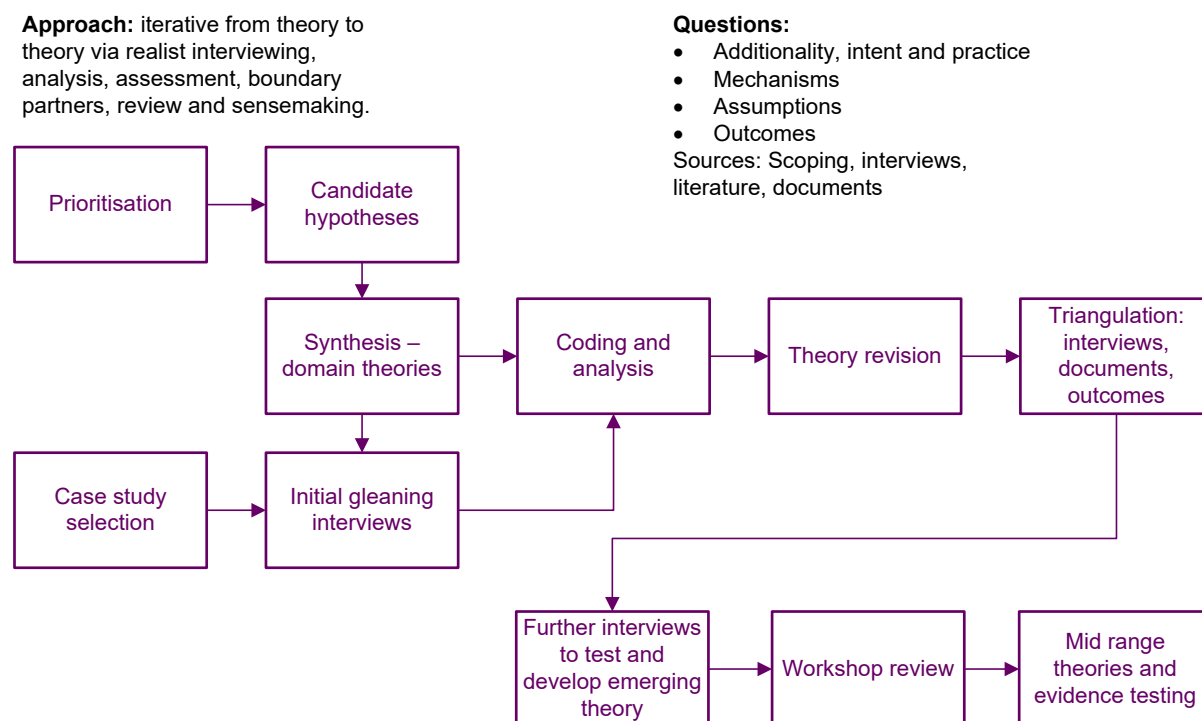 Approach: iterative from theory to
theory via realist interviewing,
analysis, assessment, boundary
partners, review and sensemaking.
Questions:
• Additionality, intent and practice
• Mechanisms
• Assumptions
• Outcomes
Sources: Scoping, interviews,
literature, documents
Prioritisation
Candidate
hypotheses
Synthesis –
domain theories
Coding and
analysis
Theory revision
Triangulation:
interviews,
documents,
outcomes
Case study
selection
Initial gleaning
interviews
Further interviews
to test and
develop emerging
theory
Workshop review
Mid range
theories and
evidence testing